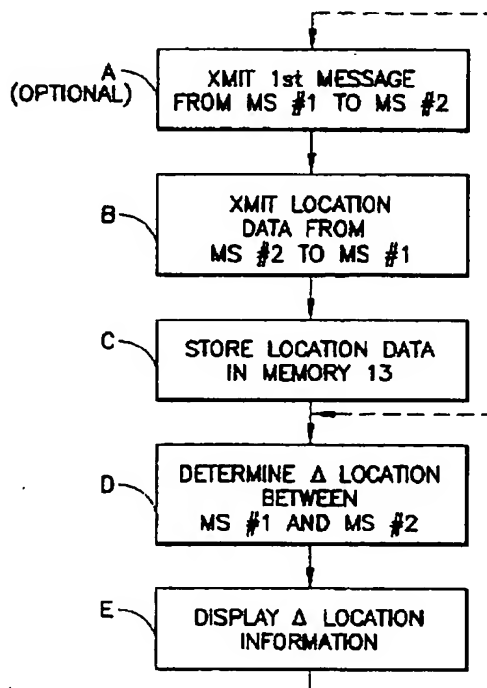 A
(OPTIONAL)
XMIT 1st MESSAGE
FROM MS #1 TO MS #2
B
XMIT LOCATION
DATA FROM
MS #2 TO MS #1
C
STORE LOCATION DATA
IN MEMORY 13
D
DETERMINE Δ LOCATION
BETWEEN
MS #1 AND MS #2
E
DISPLAY Δ LOCATION
INFORMATION